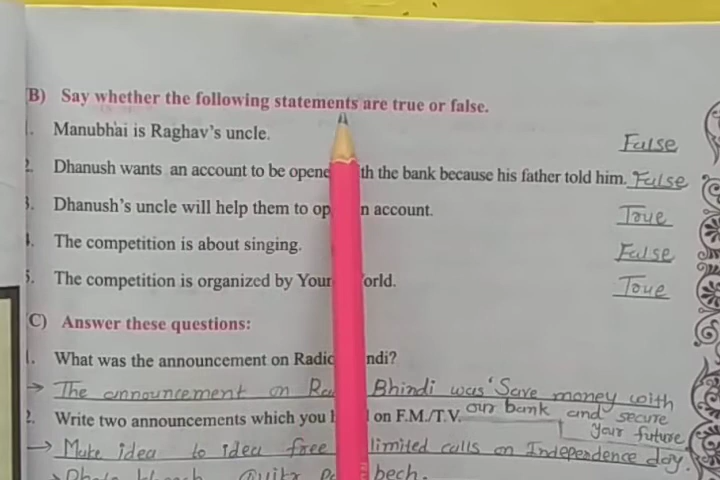 B) Say whether the following statements are true or false.
1. Manubhai is Raghav's uncle. False
2. Dhanush wants an account to be opene th the bank because his father told him. False
3. Dhanush's uncle will help them to op n account. True
4. The competition is about singing. False
5. The competition is organized by Your orld. True
C) Answer these questions:
1. What was the announcement on Radio ndi?
→ The announcement on Ra Bhindi was 'Save money with
our bank and secure
your future
2. Write two announcements which you on F.M./T.V.
→ Make idea to idea free limited calls on Independence day.